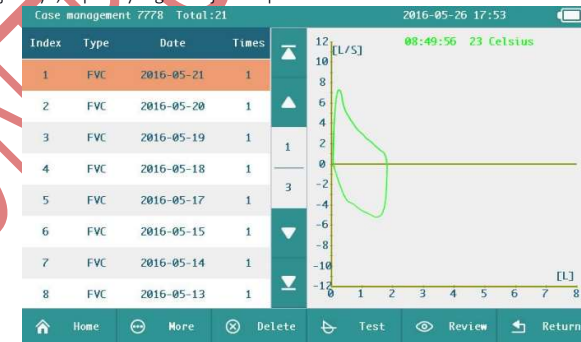 Case management 7778 Total:21 2016-05-26 17:53
Index Type Date Times
1 FVC 2016-05-21 1
2 FVC 2016-05-20 1
3 FVC 2016-05-19 1
4 FVC 2016-05-18 1
5 FVC 2016-05-17 1
6 FVC 2016-05-15 1
7 FVC 2016-05-14 1
8 FVC 2016-05-13 1
1
3
08:49:56 23 Celsius
[L/S]
12
10
8
6
4
2
0
-2
-4
-6
-8
-10
-12
[L]
0 1 2 3 4 5 6 7 8
Home More Delete Test Review Return